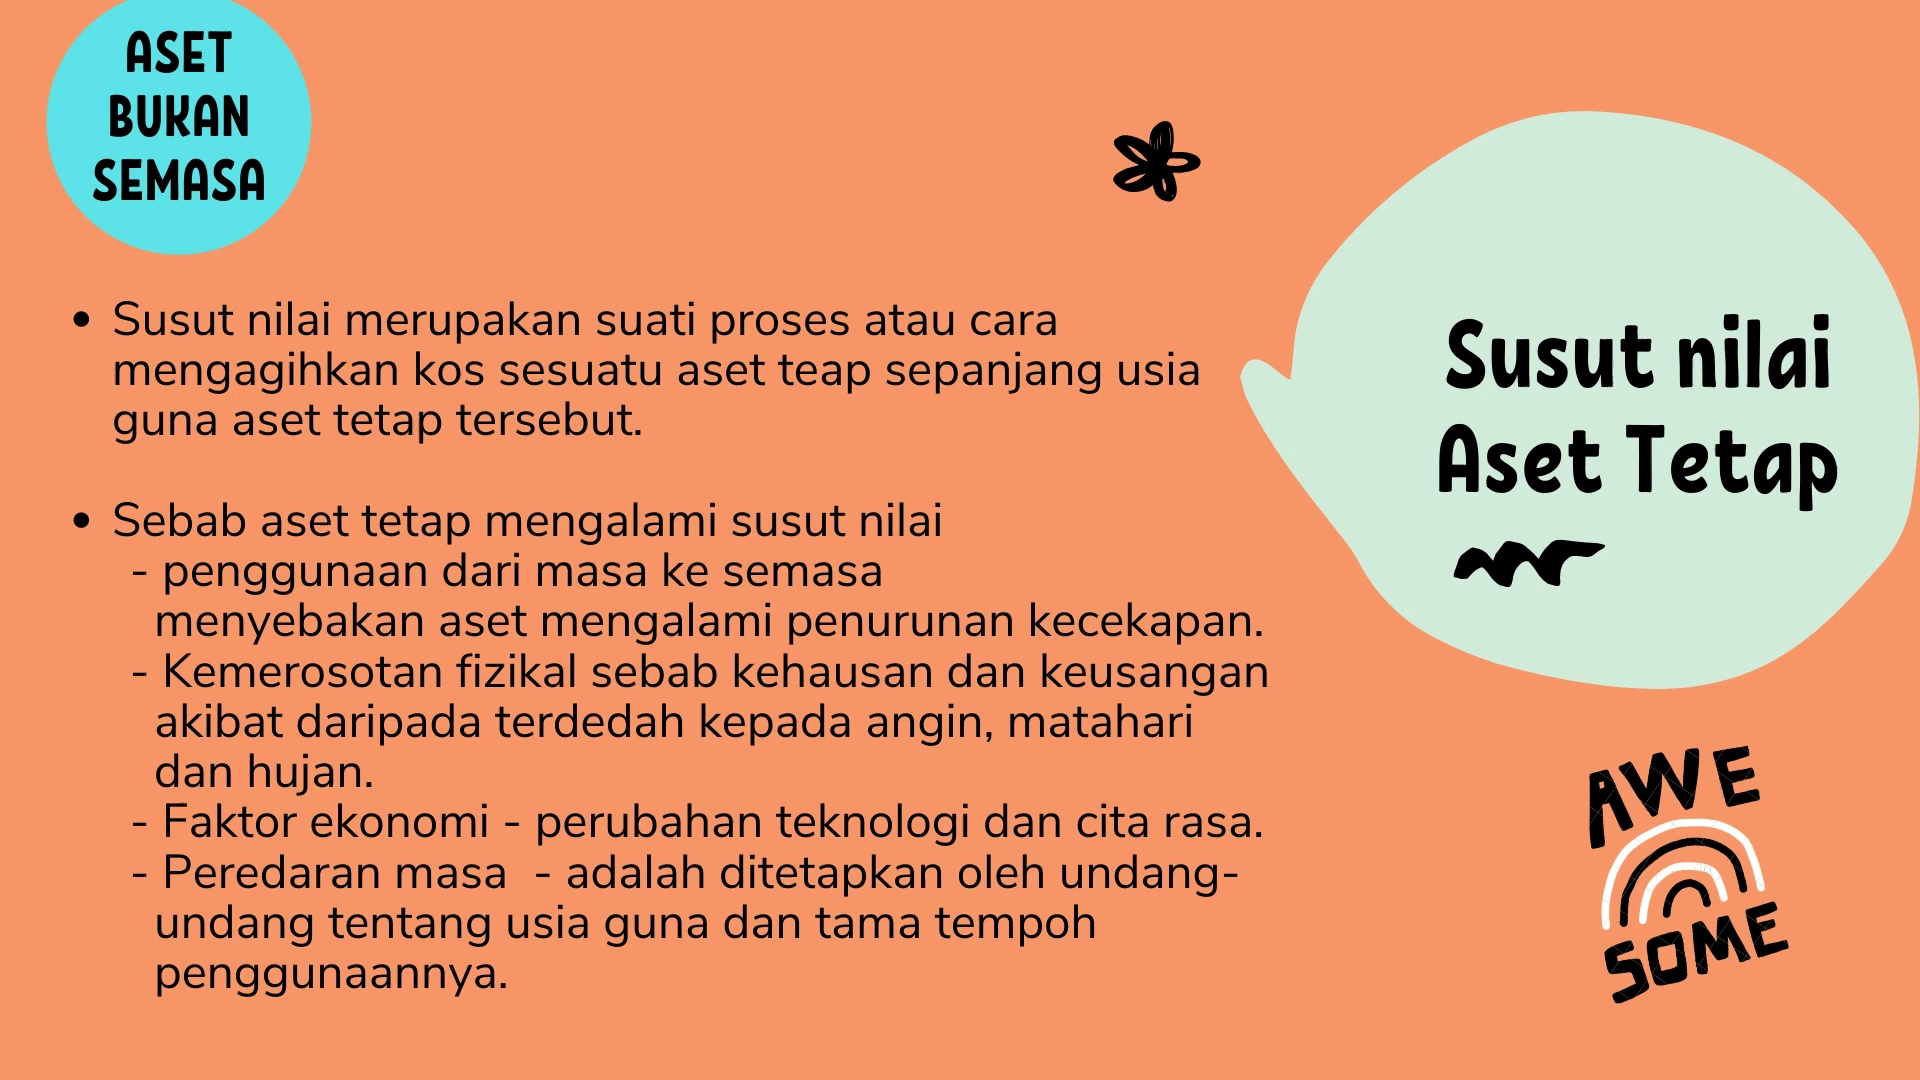 ASET
BUKAN
SEMASA
• Susut nilai merupakan suati proses atau cara
mengagihkan kos sesuatu aset teap sepanjang usia
guna aset tetap tersebut.
• Sebab aset tetap mengalami susut nilai
- penggunaan dari masa ke semasa
menyebakan aset mengalami penurunan kecekapan.
- Kemerosotan fizikal sebab kehausan dan keusangan
akibat daripada terdedah kepada angin, matahari
dan hujan.
- Faktor ekonomi - perubahan teknologi dan cita rasa.
- Peredaran masa - adalah ditetapkan oleh undang-
undang tentang usia guna dan tama tempoh
penggunaannya.
Susut nilai
Aset Tetap
AWE
SOME